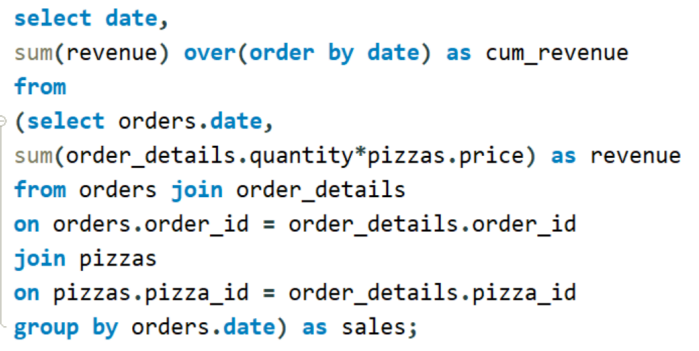 select date,
sum(revenue) over(order by date) as cum_revenue
from
(select orders.date,
sum(order_details.quantity*pizzas.price) as revenue
from orders join order_details
on orders.order_id = order_details.order_id
join pizzas
on pizzas.pizza_id = order_details.pizza_id
group by orders.date) as sales;